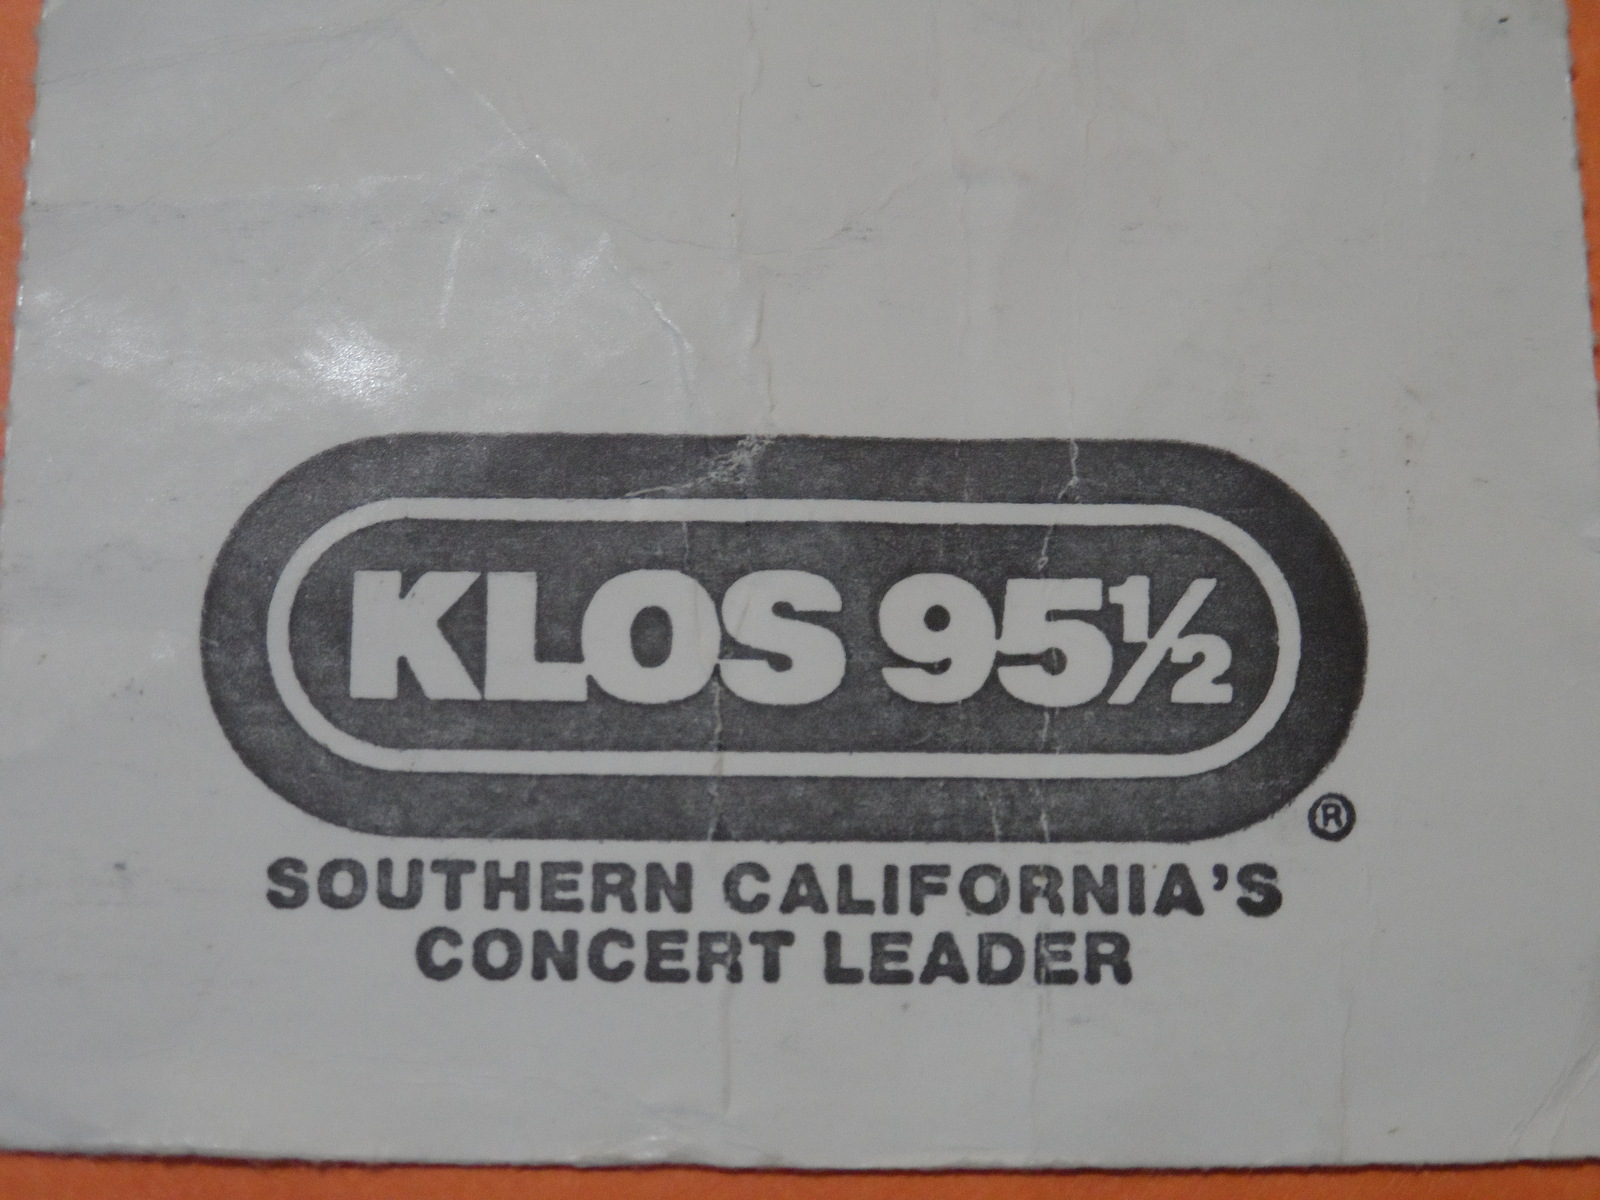 KLOS 95½
®
SOUTHERN CALIFORNIA'S
CONCERT LEADER